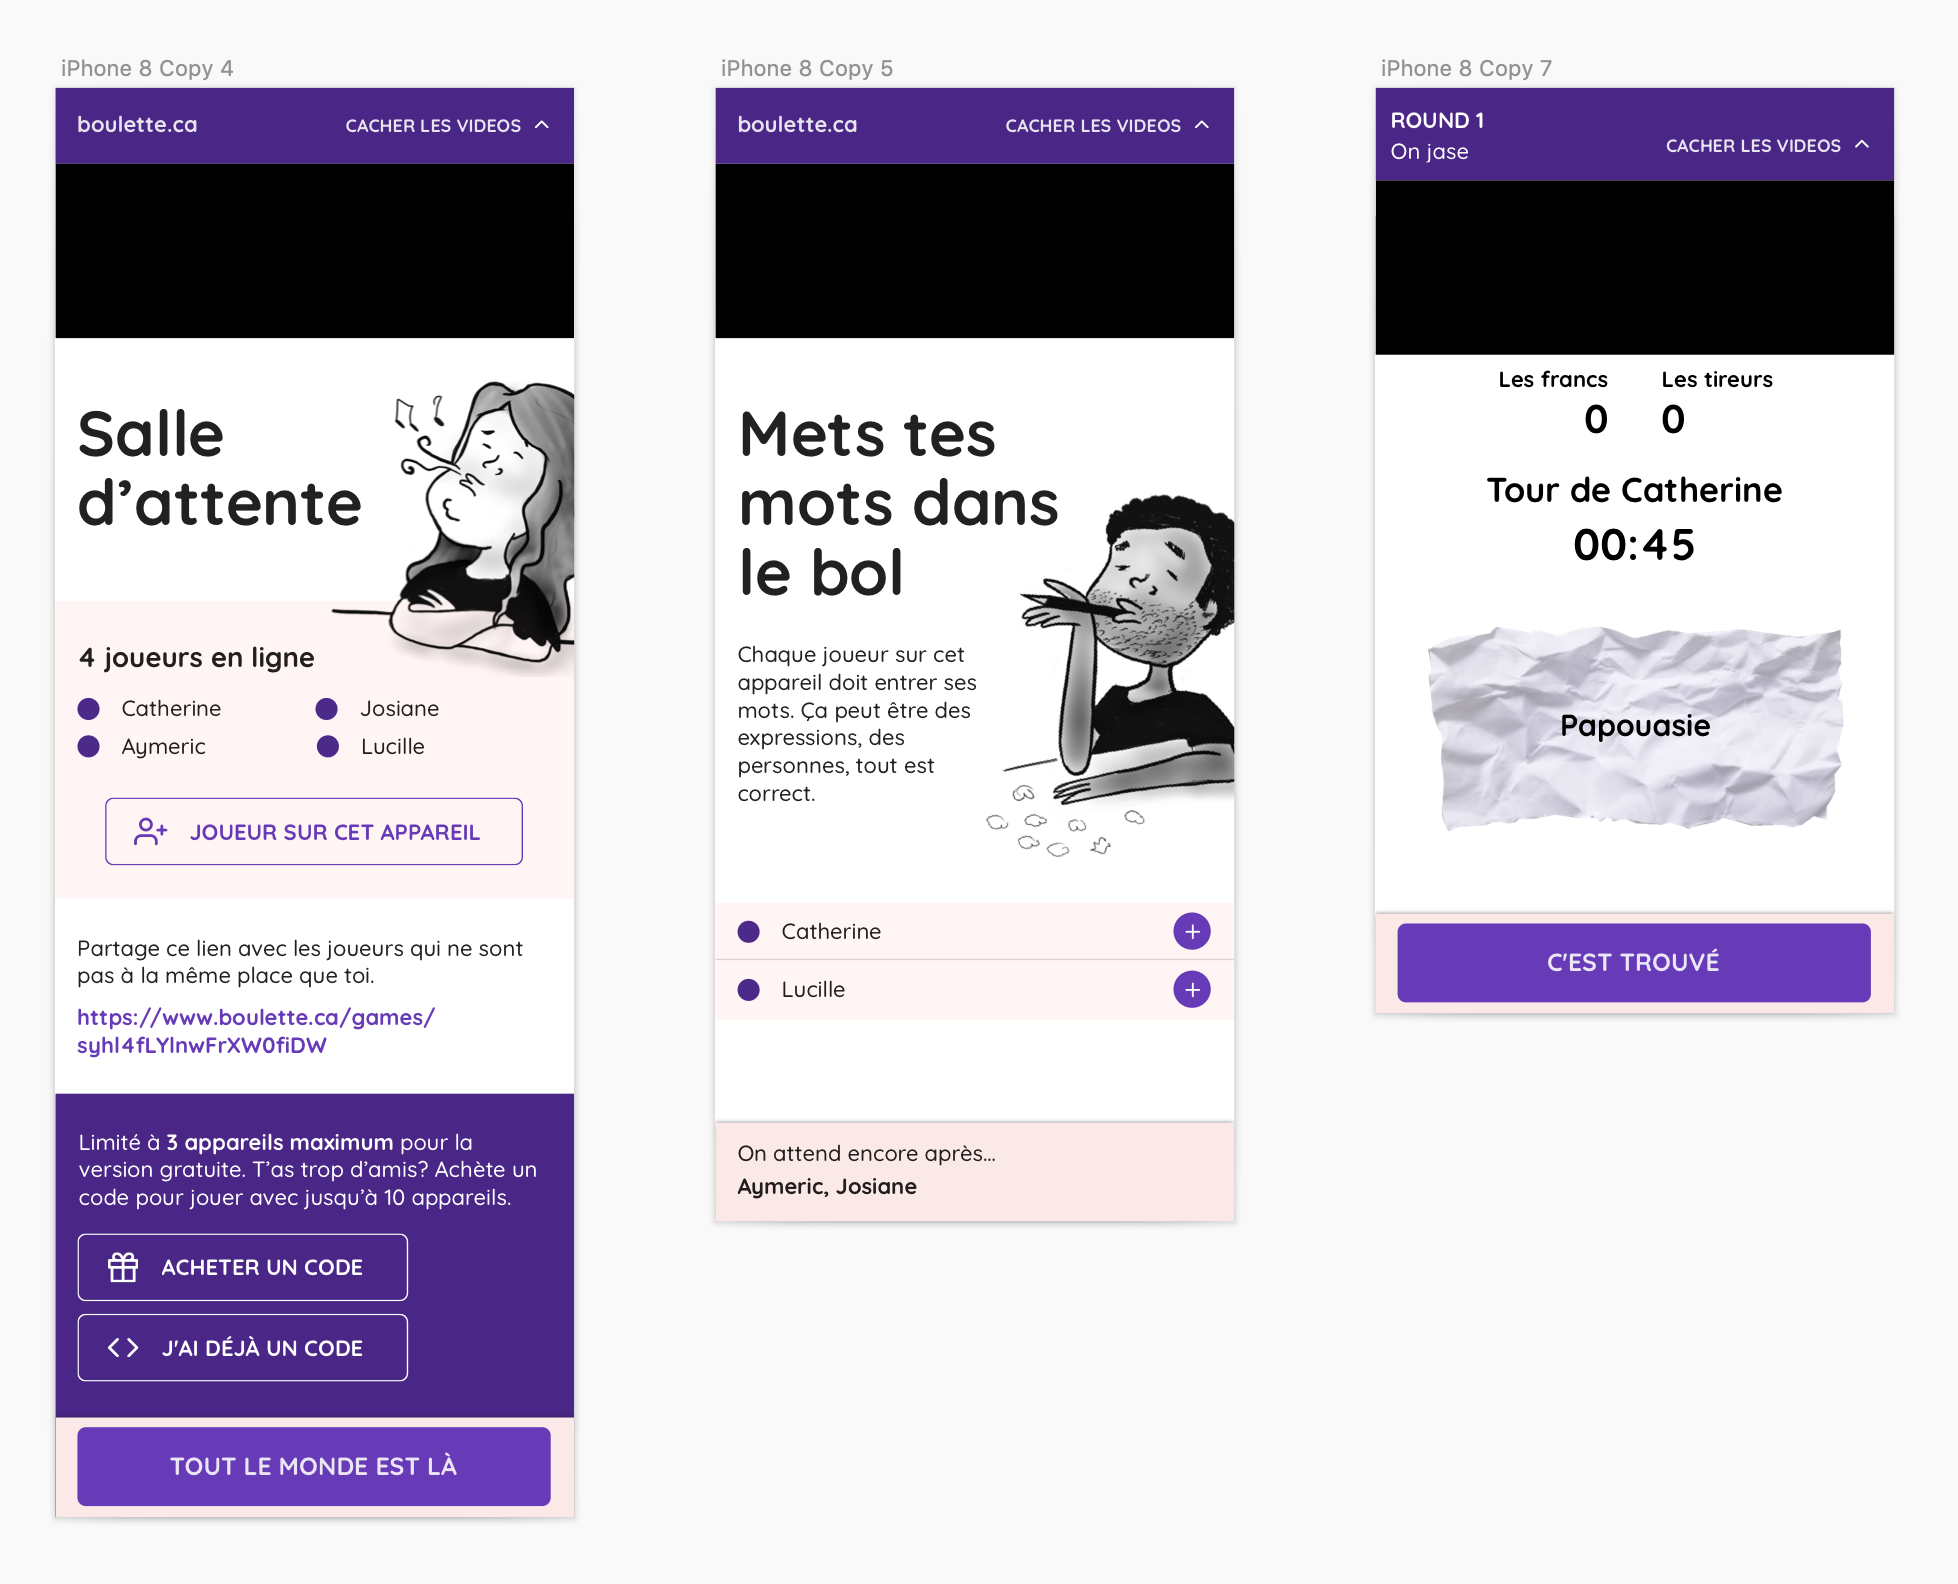 iPhone 8 Copy 4
boulette.ca
CACHER LES VIDEOS
Salle
d’attente
4 joueurs en ligne
Catherine
Josiane
Aymeric
Lucille
JOUEUR SUR CET APPAREIL
Partage ce lien avec les joueurs qui ne sont
pas à la même place que toi.
https://www.boulette.ca/games/
syhl4fLYlnwFrXW0fiDW
Limité à 3 appareils maximum pour la
version gratuite. T’as trop d’amis? Achète un
code pour jouer avec jusqu’à 10 appareils.
ACHETER UN CODE
J'AI DÉJÀ UN CODE
TOUT LE MONDE EST LÀ
iPhone 8 Copy 5
boulette.ca
CACHER LES VIDEOS
Mets tes
mots dans
le bol
Chaque joueur sur cet
appareil doit entrer ses
mots. Ça peut être des
expressions, des
personnes, tout est
correct.
Catherine
Lucille
On attend encore après...
Aymeric, Josiane
iPhone 8 Copy 7
ROUND 1
On jase
CACHER LES VIDEOS
Les francs
Les tireurs
0
0
Tour de Catherine
00:45
Papouasie
C'EST TROUVÉ